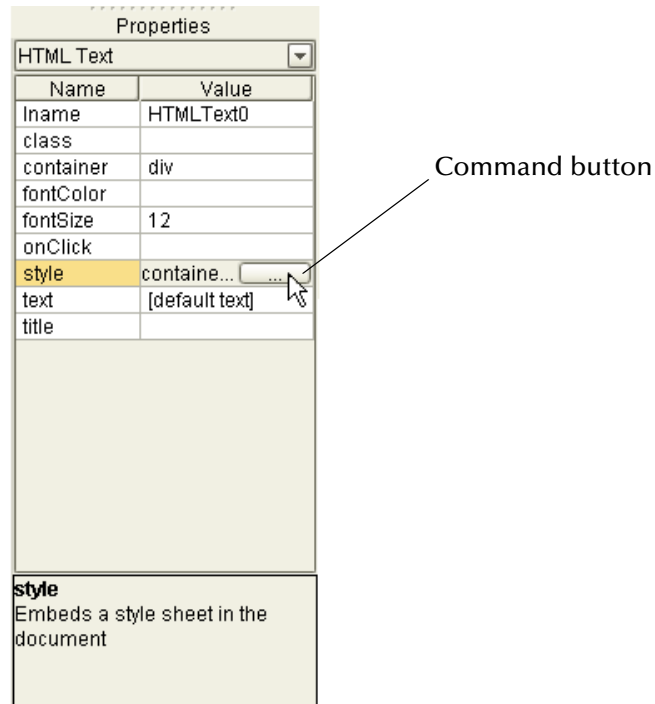 Properties
HTML Text
Name Value
Iname HTMLText0
class
container div
fontColor
fontSize 12
onClick
style containe... ...
text [default text]
title
Command button
style
Embeds a style sheet in the
document